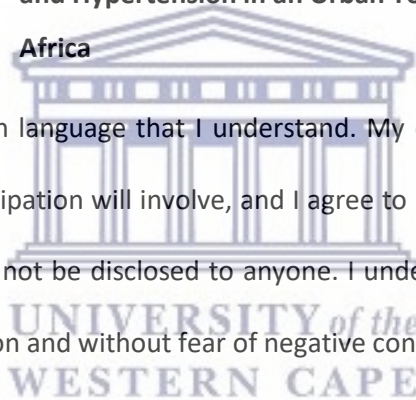 and Hypertension in an Urban
Africa
language that I understand. My
ipation will involve, and I agree to
not be disclosed to anyone. I unde
on and without fear of negative con
UNIVERSITY of the
WESTERN CAPE